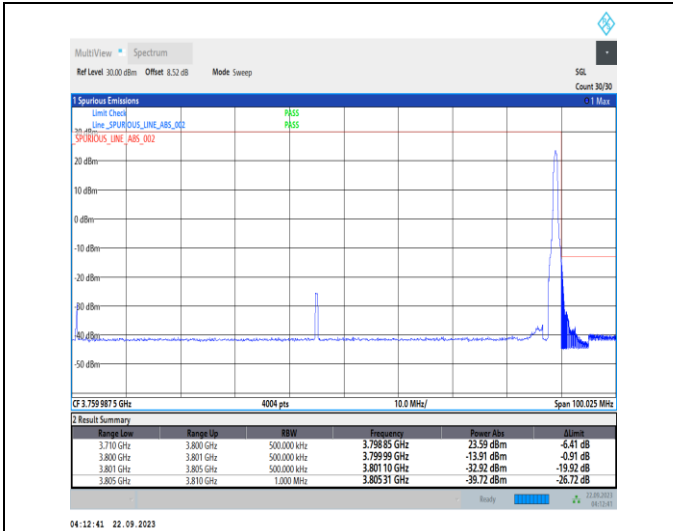 MultiView Spectrum
Ref Level 30.00 dBm Offset 8.52 dB Mode Sweep SGL
Count 30/30
1 Spurious Emissions 1 Max
Limit Check PASS
Line _SPURIOUS_LINE_ABS_002 PASS
30 dBm
_SPURIOUS_LINE_ABS_002
20 dBm
10 dBm
0 dBm
-10 dBm
-20 dBm
-30 dBm
-40 dBm
-50 dBm
CF 3.759 987 5 GHz 4004 pts 10.0 MHz/ Span 100.025 MHz
2 Result Summary
Range Low Range Up RBW Frequency Power Abs ΔLimit
3.710 GHz 3.800 GHz 500.000 kHz 3.798 85 GHz 23.59 dBm -6.41 dB
3.800 GHz 3.801 GHz 500.000 kHz 3.799 99 GHz -13.91 dBm -0.91 dB
3.801 GHz 3.805 GHz 500.000 kHz 3.801 10 GHz -32.92 dBm -19.92 dB
3.805 GHz 3.810 GHz 1.000 MHz 3.805 31 GHz -39.72 dBm -26.72 dB
Ready 22.09.2023
04:12:41
04:12:41 22.09.2023